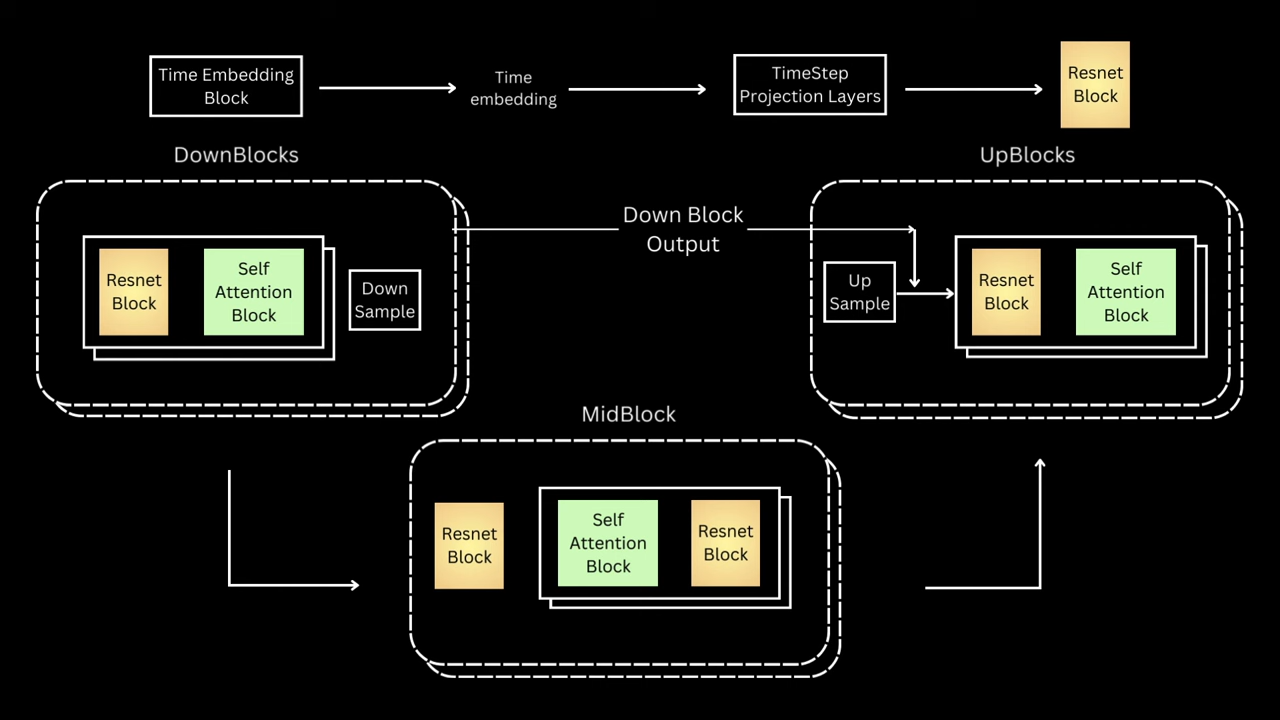 Time Embedding
Block
Time
embedding
TimeStep
Projection Layers
Resnet
Block
DownBlocks
UpBlocks
Down Block
Output
Resnet
Block
Self
Attention
Block
Down
Sample
Up
Sample
Resnet
Block
Self
Attention
Block
MidBlock
Resnet
Block
Self
Attention
Block
Resnet
Block